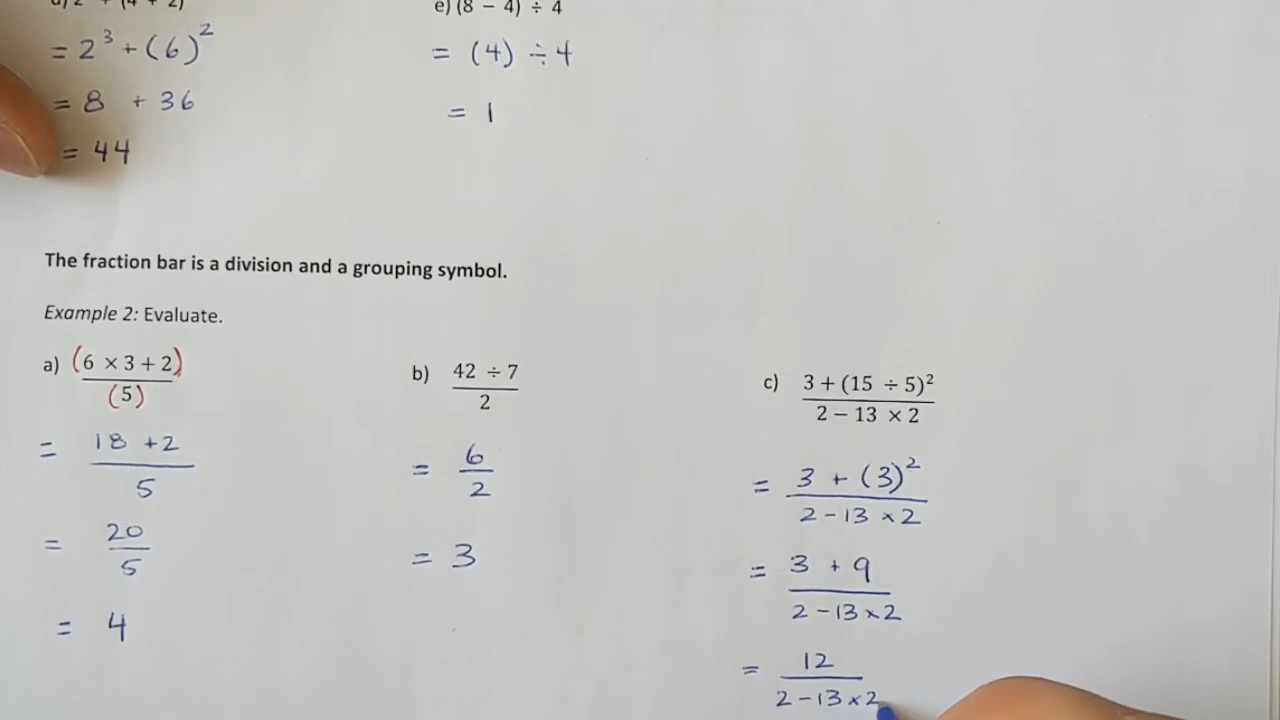 e) (8 − 4) ÷ 4
= 2³ + (6)²
= (4) ÷ 4
= 8 + 36
= 1
= 44
The fraction bar is a division and a grouping symbol.
Example 2: Evaluate.
a) (6 × 3 + 2)
(5)
= 18 + 2
5
= 20
5
= 4
b) 42 ÷ 7
2
= 6
2
= 3
c) 3 + (15 ÷ 5)²
2 − 13 × 2
= 3 + (3)²
2 − 13 × 2
= 3 + 9
2 − 13 × 2
= 12
2 − 13 × 2